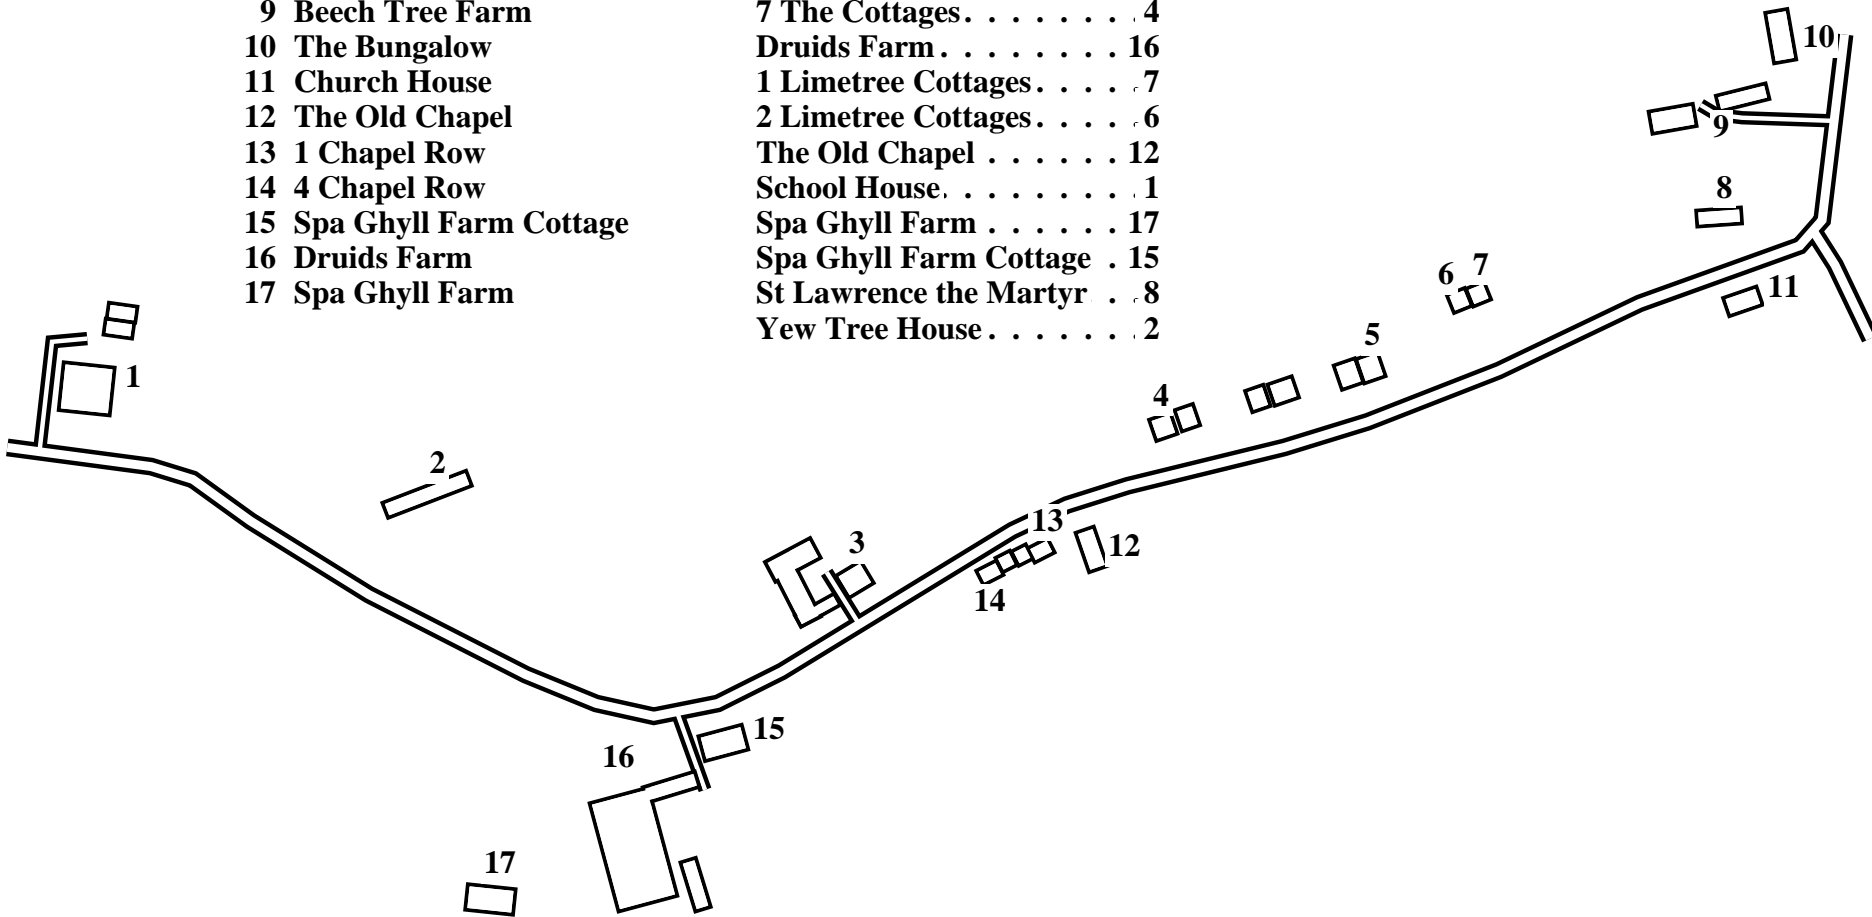 9 Beech Tree Farm
10 The Bungalow
11 Church House
12 The Old Chapel
13 1 Chapel Row
14 4 Chapel Row
15 Spa Ghyll Farm Cottage
16 Druids Farm
17 Spa Ghyll Farm
7 The Cottages. . . . . . . . 4
Druids Farm. . . . . . . . 16
1 Limetree Cottages. . . . . 7
2 Limetree Cottages. . . . . 6
The Old Chapel . . . . . . 12
School House. . . . . . . . 1
Spa Ghyll Farm . . . . . . 17
Spa Ghyll Farm Cottage . 15
St Lawrence the Martyr . . 8
Yew Tree House. . . . . . . 2
10
9
8
11
6 7
5
4
1
2
3
13
12
14
15
16
17